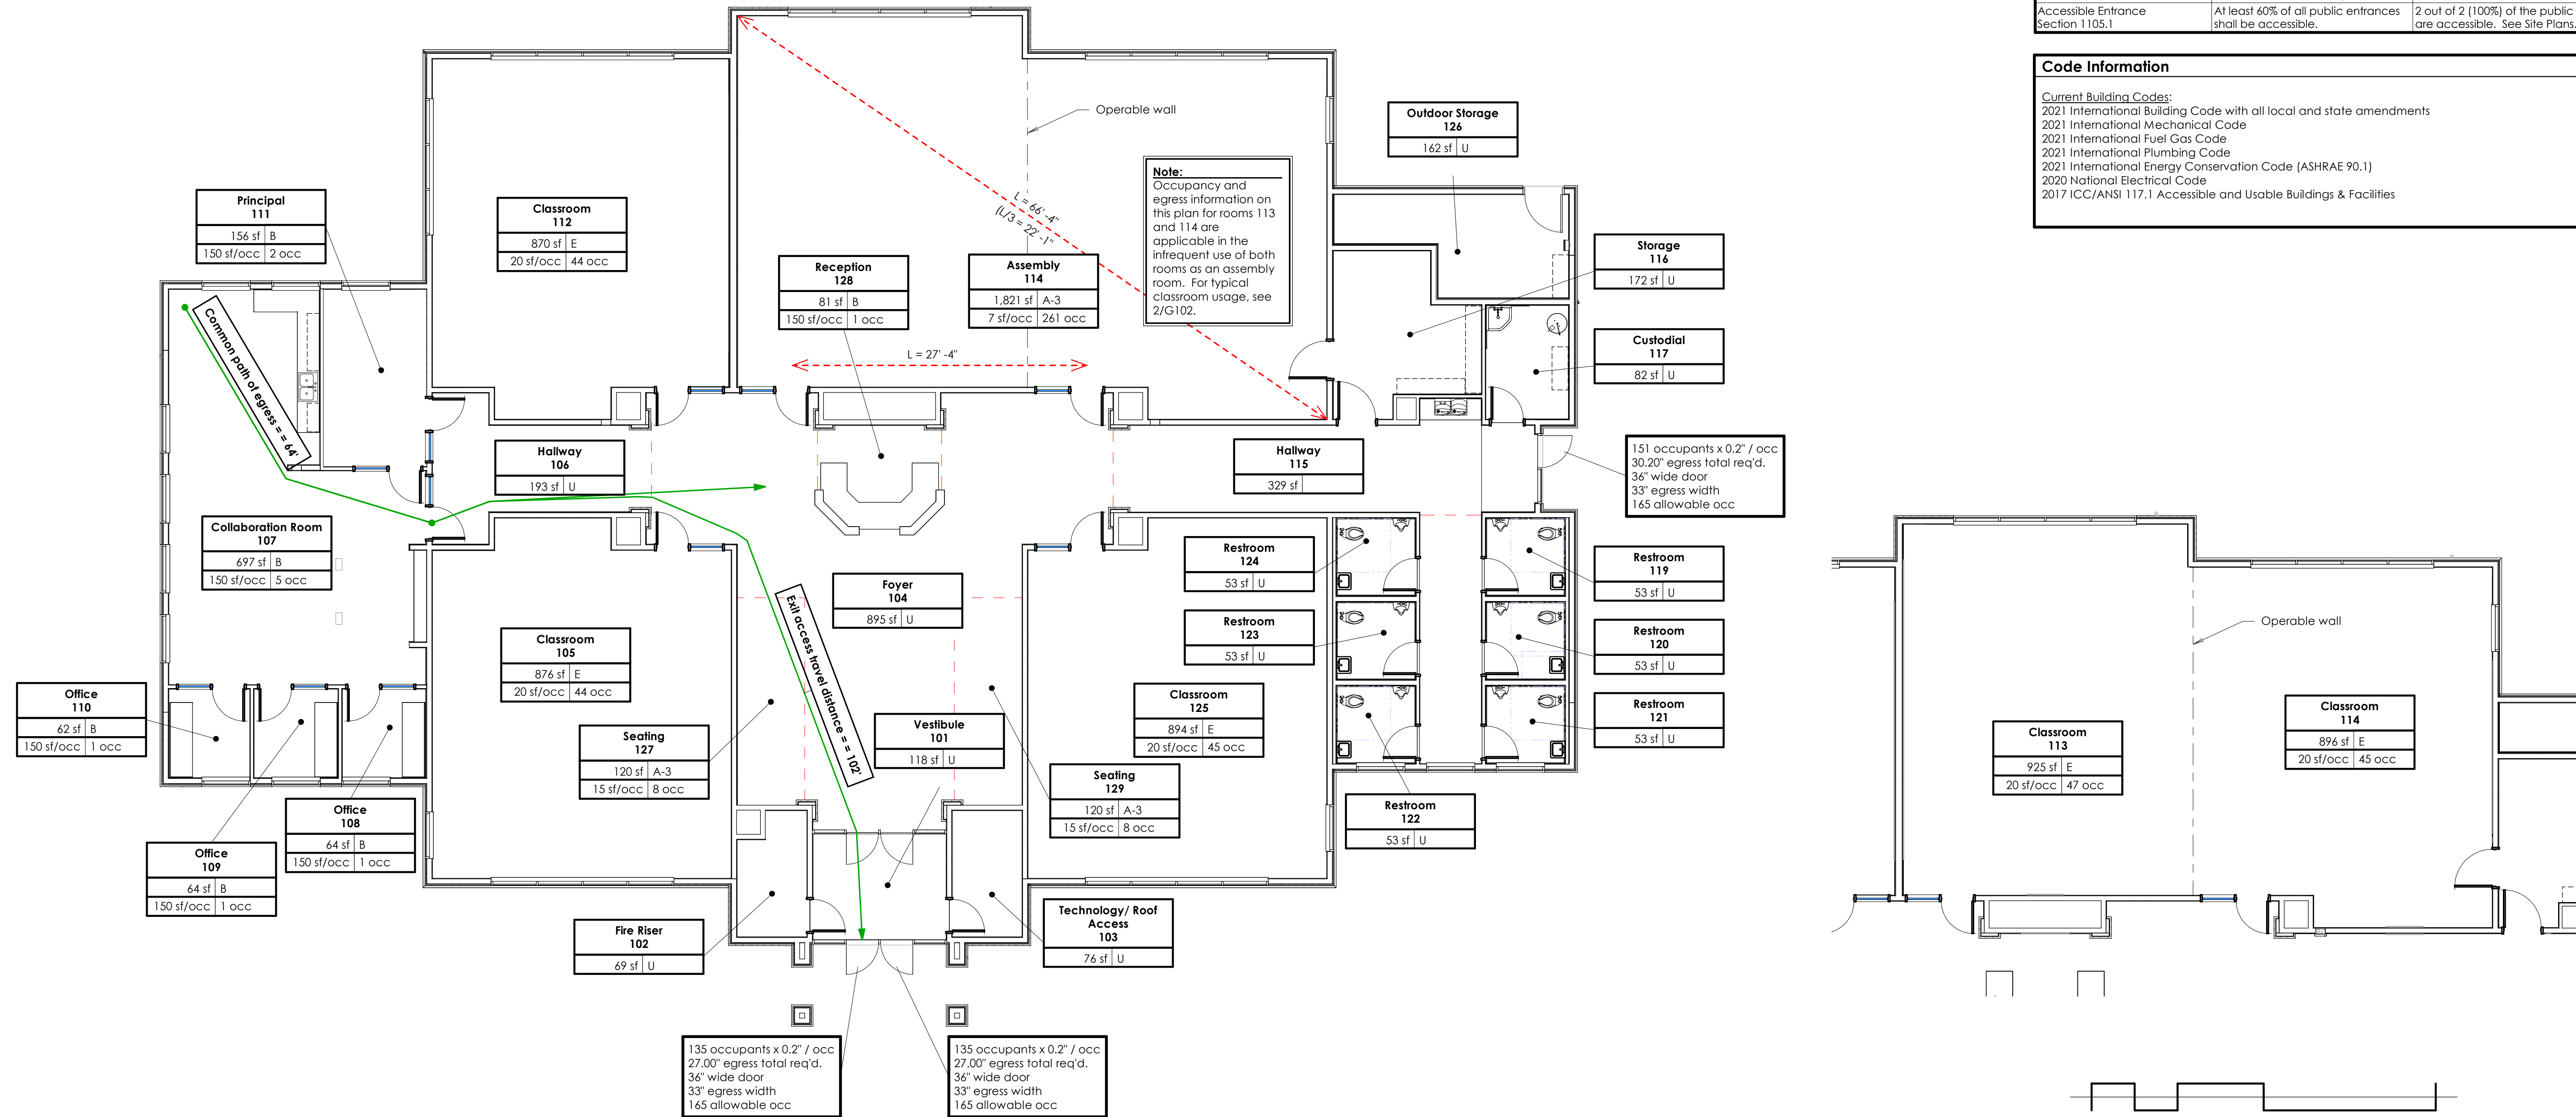 Accessible Entrance
Section 1105.1
At least 60% of all public entrances
shall be accessible.
2 out of 2 (100%) of the public
are accessible.  See Site Plans.
Code Information
Current Building Codes:
2021 International Building Code with all local and state amendments
2021 International Mechanical Code
2021 International Fuel Gas Code
2021 International Plumbing Code
2021 International Energy Conservation Code (ASHRAE 90.1)
2020 National Electrical Code
2017 ICC/ANSI 117.1 Accessible and Usable Buildings & Facilities
Operable wall
Outdoor Storage
126
162 sf U
Note:
Occupancy and
egress information on
this plan for rooms 113
and 114 are
applicable in the
infrequent use of both
rooms as an assembly
room.  For typical
classroom usage, see
2/G102.
Principal
111
156 sf B
150 sf/occ 2 occ
Classroom
112
870 sf E
20 sf/occ 44 occ
L = 66' -4"
(L/3 = 22' -1"
Storage
116
172 sf U
Reception
128
81 sf B
150 sf/occ 1 occ
Assembly
114
1,821 sf A-3
7 sf/occ 261 occ
Custodial
117
82 sf U
L = 27' -4"
Common path of egress = = 64'
Hallway
106
193 sf U
Hallway
115
329 sf
151 occupants x 0.2" / occ
30.20" egress total req'd.
36" wide door
33" egress width
165 allowable occ
Collaboration Room
107
697 sf B
150 sf/occ 5 occ
Restroom
124
53 sf U
Restroom
119
53 sf U
Foyer
104
895 sf U
Exit access travel distance = = 102'
Restroom
123
53 sf U
Restroom
120
53 sf U
Classroom
105
876 sf E
20 sf/occ 44 occ
Office
110
62 sf B
150 sf/occ 1 occ
Classroom
125
894 sf E
20 sf/occ 45 occ
Restroom
121
53 sf U
Seating
127
120 sf A-3
15 sf/occ 8 occ
Vestibule
101
118 sf U
Seating
129
120 sf A-3
15 sf/occ 8 occ
Restroom
122
53 sf U
Office
108
64 sf B
150 sf/occ 1 occ
Office
109
64 sf B
150 sf/occ 1 occ
Fire Riser
102
69 sf U
Technology/ Roof
Access
103
76 sf U
135 occupants x 0.2" / occ
27.00" egress total req'd.
36" wide door
33" egress width
165 allowable occ
135 occupants x 0.2" / occ
27.00" egress total req'd.
36" wide door
33" egress width
165 allowable occ
Operable wall
Classroom
113
925 sf E
20 sf/occ 47 occ
Classroom
114
896 sf E
20 sf/occ 45 occ